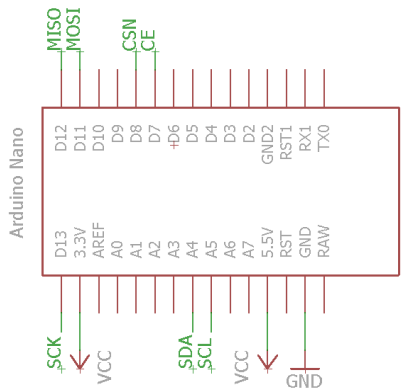 MISO
MOSI
CSN
CE
D12
D11
D10
D9
D8
D7
D6
D5
D4
D3
D2
GND2
RST1
RX1
TX0
Arduino Nano
D13
3.3V
AREF
A0
A1
A2
A3
A4
A5
A6
A7
5.5V
RST
GND
RAW
SCK
VCC
SDA
SCL
VCC
GND